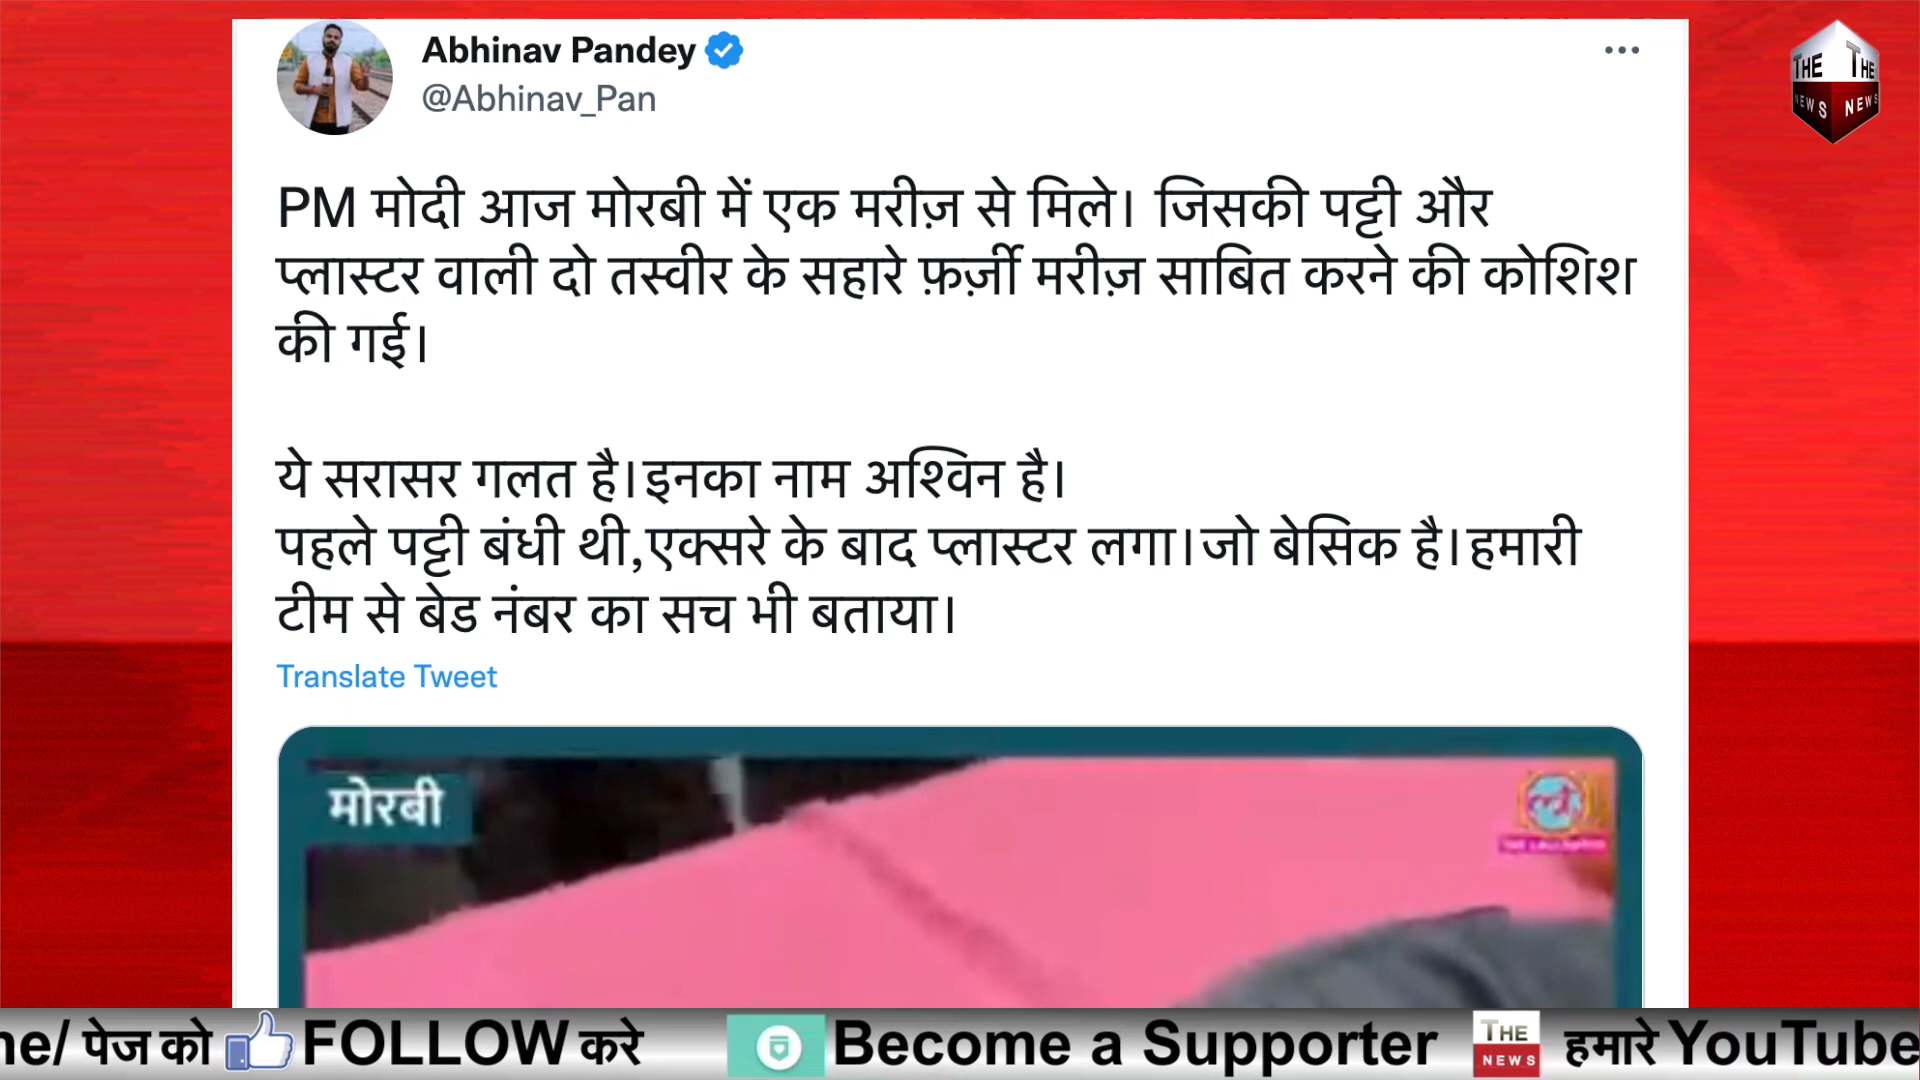 Abhinav Pandey
@Abhinav_Pan
THE THE
NEWS NEWS
PM मोदी आज मोरबी में एक मरीज़ से मिले। जिसकी पट्टी और
प्लास्टर वाली दो तस्वीर के सहारे फ़र्ज़ी मरीज़ साबित करने की कोशिश
की गई।
ये सरासर गलत है।इनका नाम अश्विन है।
पहले पट्टी बंधी थी,एक्सरे के बाद प्लास्टर लगा।जो बेसिक है।हमारी
टीम से बेड नंबर का सच भी बताया।
Translate Tweet
मोरबी
ne/ पेज को FOLLOW करे Become a Supporter THE NEWS हमारे YouTube